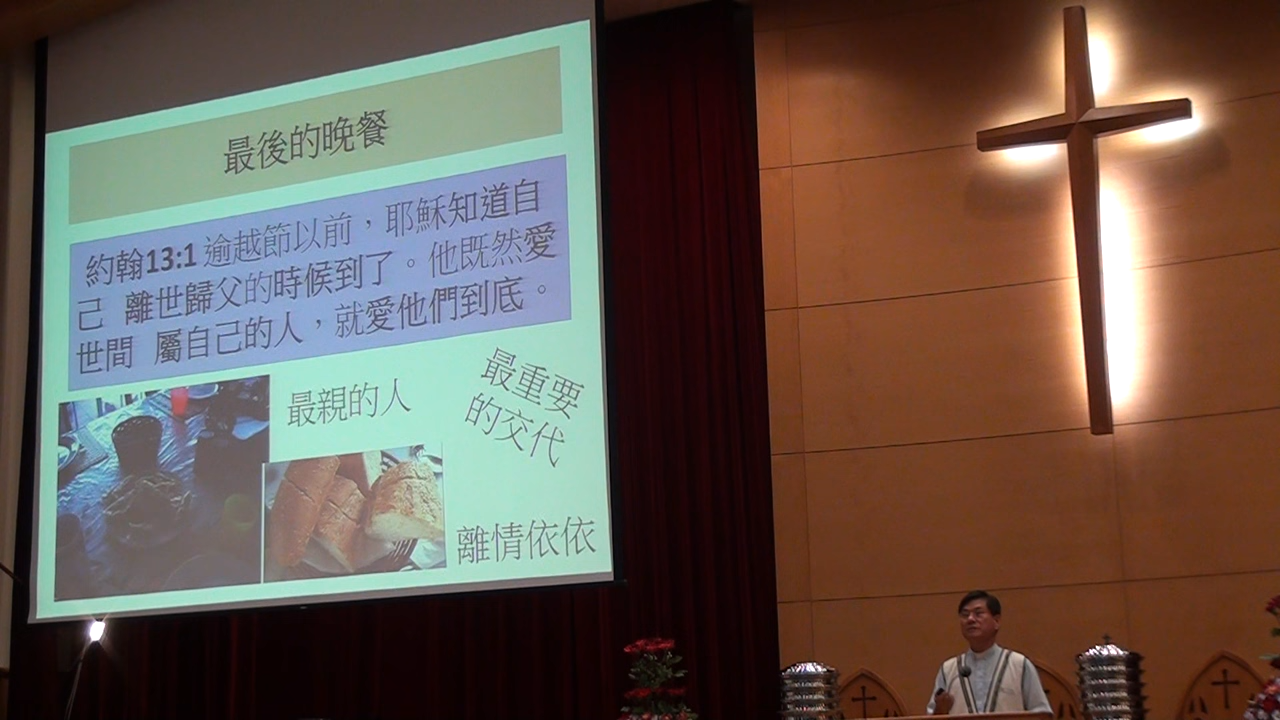 最後的晚餐
約翰13:1 逾越節以前，耶穌知道自
己 離世歸父的時候到了。他既然愛
世間 屬自己的人，就愛他們到底。
最親的人
最重要
的交代
離情依依